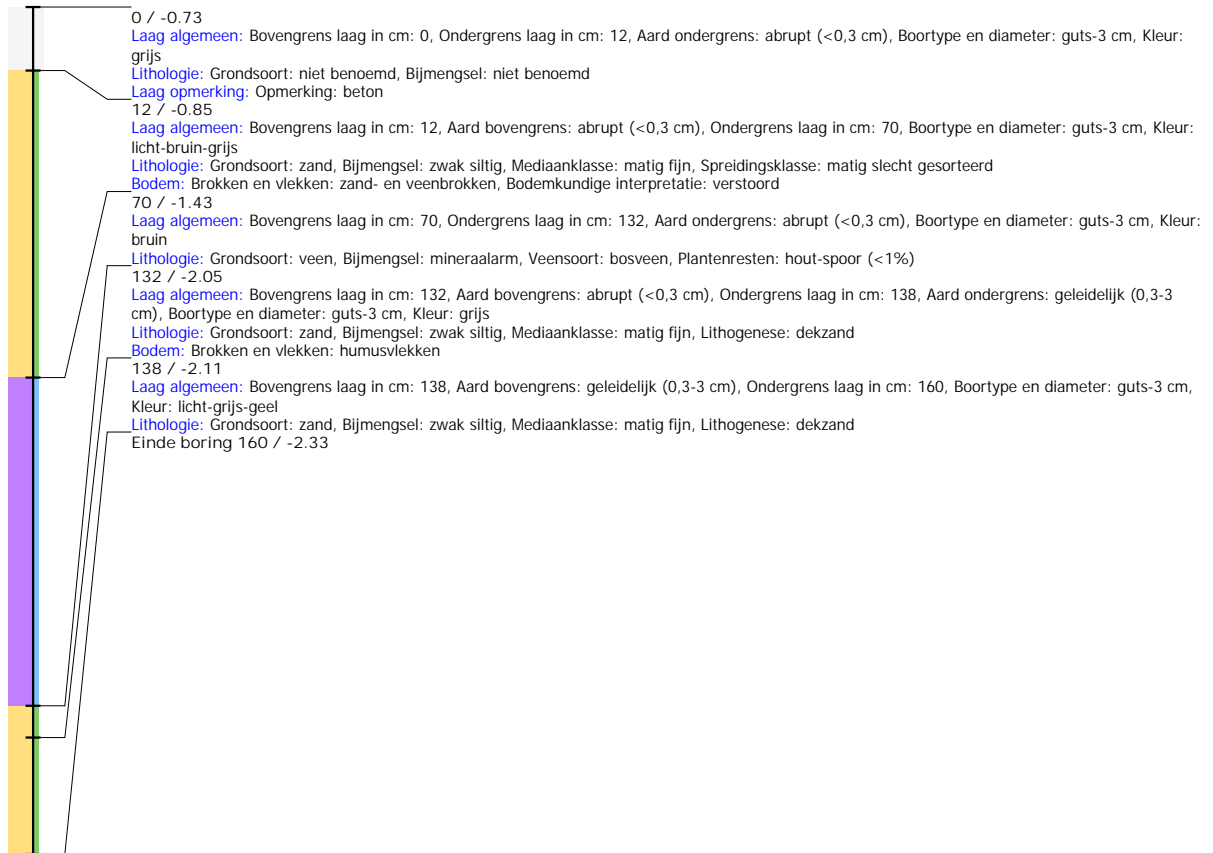 0 / -0.73
Laag algemeen: Bovengrens laag in cm: 0, Ondergrens laag in cm: 12, Aard ondergrens: abrupt (<0,3 cm), Boortype en diameter: guts-3 cm, Kleur:
grijs
Lithologie: Grondsoort: niet benoemd, Bijmengsel: niet benoemd
Laag opmerking: Opmerking: beton
12 / -0.85
Laag algemeen: Bovengrens laag in cm: 12, Aard bovengrens: abrupt (<0,3 cm), Ondergrens laag in cm: 70, Boortype en diameter: guts-3 cm, Kleur:
licht-bruin-grijs
Lithologie: Grondsoort: zand, Bijmengsel: zwak siltig, Mediaanklasse: matig fijn, Spreidingsklasse: matig slecht gesorteerd
Bodem: Brokken en vlekken: zand- en veenbrokken, Bodemkundige interpretatie: verstoord
70 / -1.43
Laag algemeen: Bovengrens laag in cm: 70, Ondergrens laag in cm: 132, Aard ondergrens: abrupt (<0,3 cm), Boortype en diameter: guts-3 cm, Kleur:
bruin
Lithologie: Grondsoort: veen, Bijmengsel: mineraalarm, Veensoort: bosveen, Plantenresten: hout-spoor (<1%)
132 / -2.05
Laag algemeen: Bovengrens laag in cm: 132, Aard bovengrens: abrupt (<0,3 cm), Ondergrens laag in cm: 138, Aard ondergrens: geleidelijk (0,3-3
cm), Boortype en diameter: guts-3 cm, Kleur: grijs
Lithologie: Grondsoort: zand, Bijmengsel: zwak siltig, Mediaanklasse: matig fijn, Lithogenese: dekzand
Bodem: Brokken en vlekken: humusvlekken
138 / -2.11
Laag algemeen: Bovengrens laag in cm: 138, Aard bovengrens: geleidelijk (0,3-3 cm), Ondergrens laag in cm: 160, Boortype en diameter: guts-3 cm,
Kleur: licht-grijs-geel
Lithologie: Grondsoort: zand, Bijmengsel: zwak siltig, Mediaanklasse: matig fijn, Lithogenese: dekzand
Einde boring 160 / -2.33